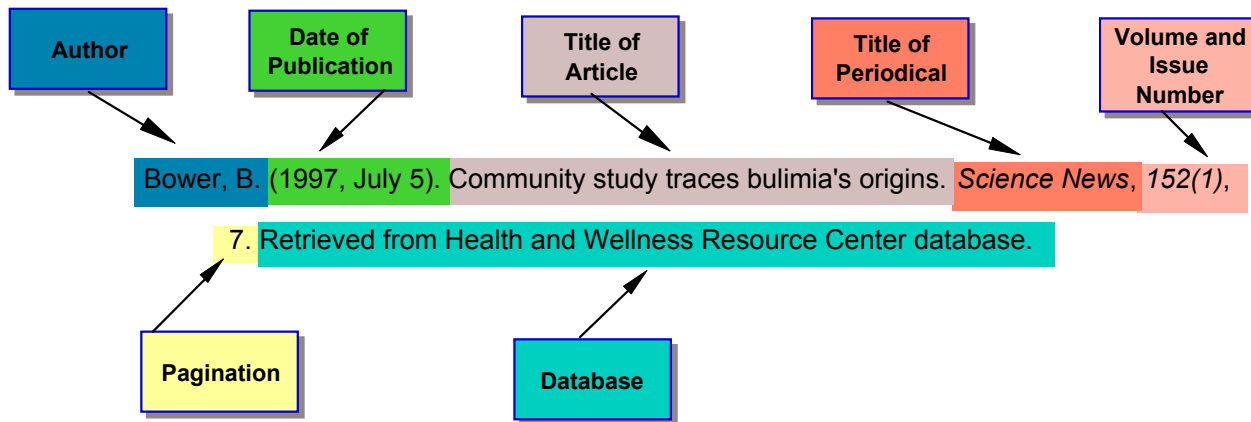 Author
Date of
Publication
Title of
Article
Title of
Periodical
Volume and
Issue
Number
Bower, B. (1997, July 5). Community study traces bulimia's origins. Science News, 152(1),
7. Retrieved from Health and Wellness Resource Center database.
Pagination
Database